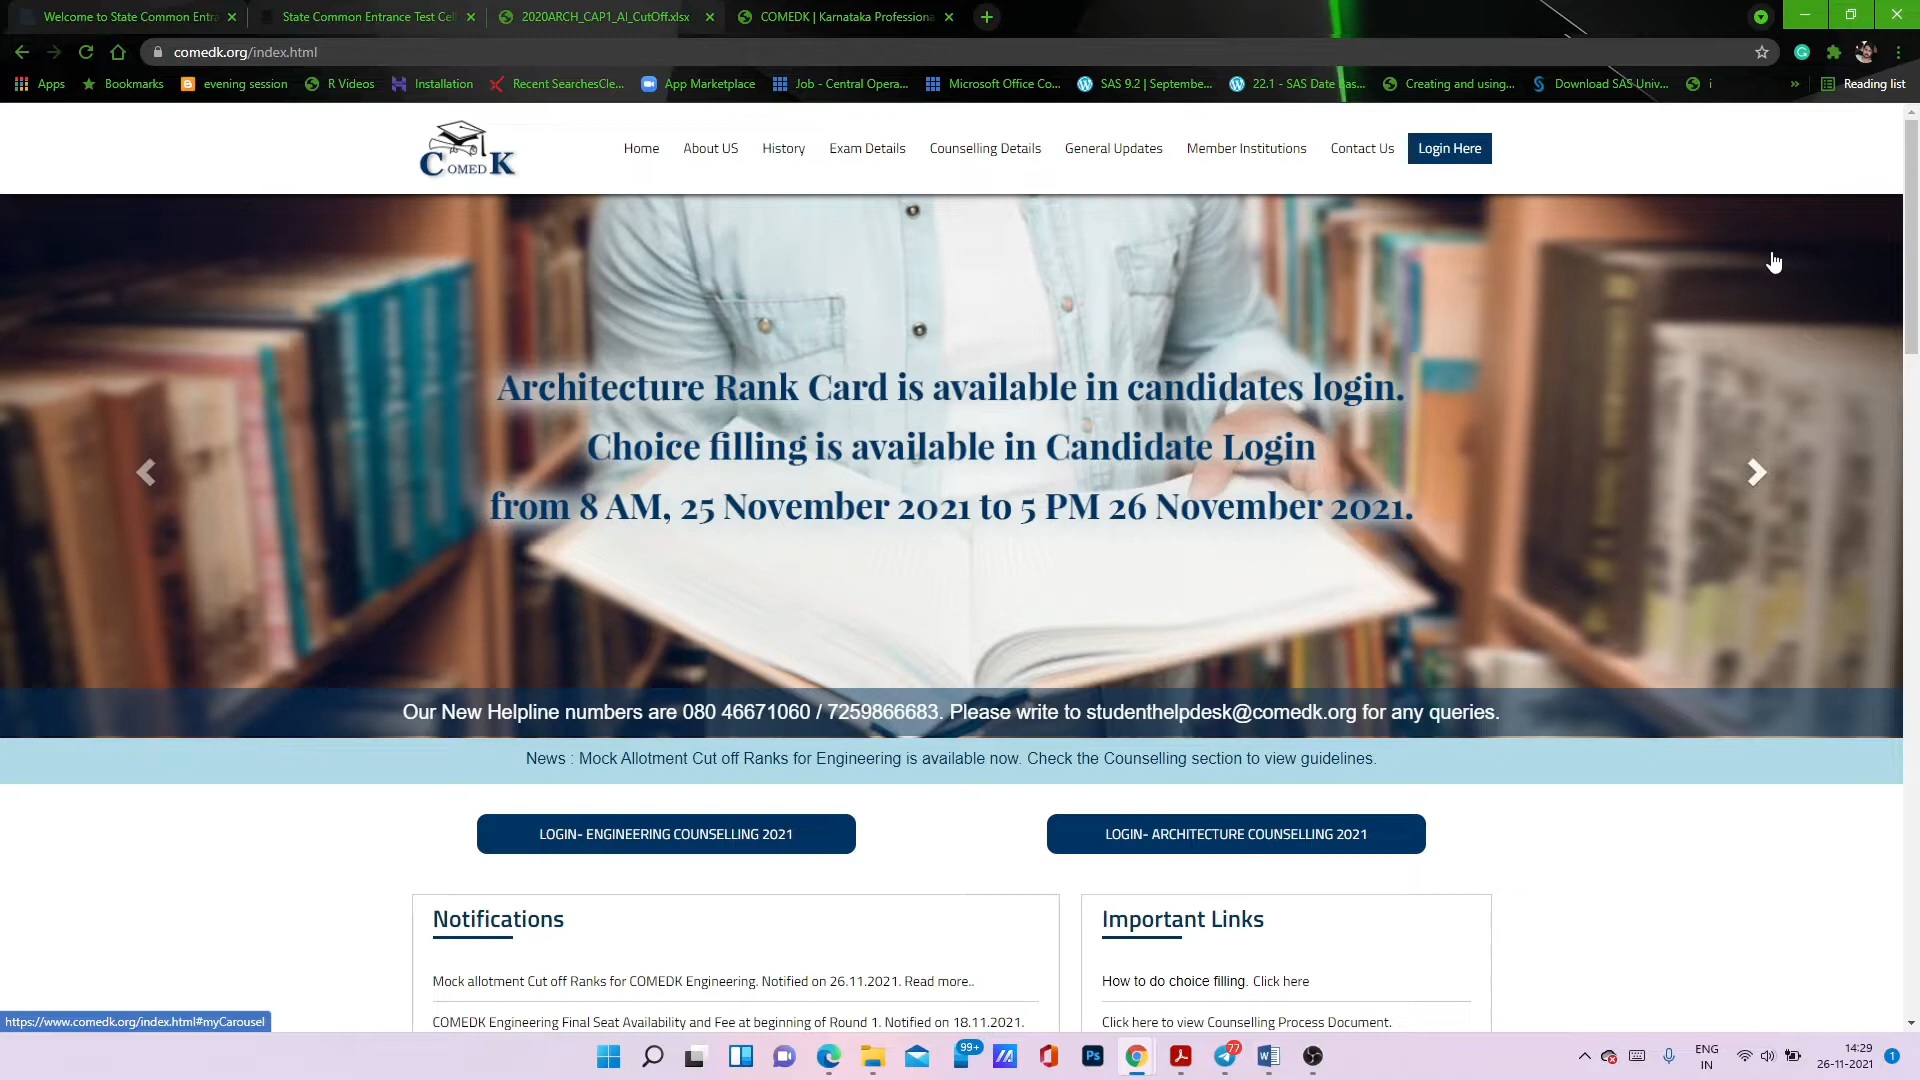 Welcome to State Common Entra
State Common Entrance Test Cell
2020ARCH_CAP1_AI_CutOff.xlsx
COMEDK | Karnataka Professiona
comedk.org/index.html
Apps
Bookmarks
evening session
R Videos
Installation
Recent SearchesCle...
App Marketplace
Job - Central Opera...
Microsoft Office Co...
SAS 9.2 | Septembe...
22.1 - SAS Date Bas...
Creating and using...
Download SAS Univ...
i
»
Reading list
COMEDK
Home
About US
History
Exam Details
Counselling Details
General Updates
Member Institutions
Contact Us
Login Here
Architecture Rank Card is available in candidates login.
Choice filling is available in Candidate Login
from 8 AM, 25 November 2021 to 5 PM 26 November 2021.
Our New Helpline numbers are 080 46671060 / 7259866683. Please write to studenthelpdesk@comedk.org for any queries.
News : Mock Allotment Cut off Ranks for Engineering is available now. Check the Counselling section to view guidelines.
LOGIN- ENGINEERING COUNSELLING 2021
LOGIN- ARCHITECTURE COUNSELLING 2021
Notifications
Mock allotment Cut off Ranks for COMEDK Engineering. Notified on 26.11.2021. Read more..
COMEDK Engineering Final Seat Availability and Fee at beginning of Round 1. Notified on 18.11.2021.
Important Links
How to do choice filling. Click here
Click here to view Counselling Process Document.
https://www.comedk.org/index.html#myCarousel
99+
Ps
77
ENG
IN
14:29
26-11-2021
1